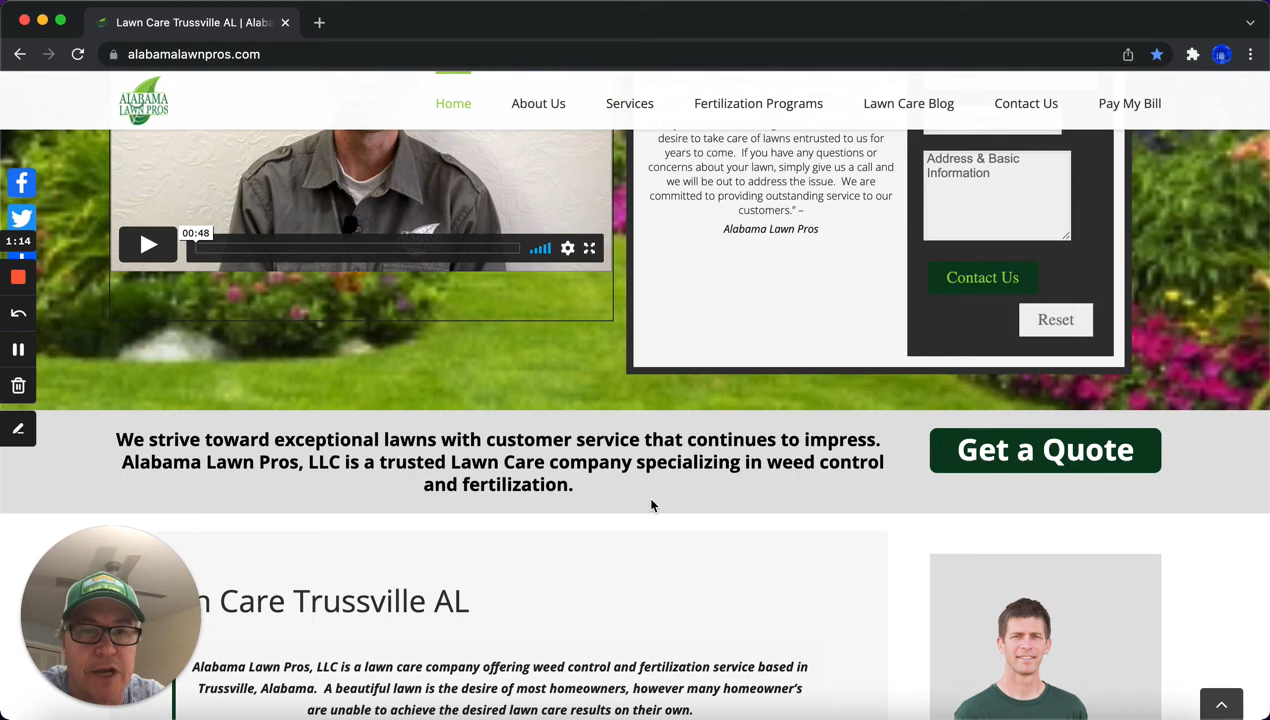 Lawn Care Trussville AL | Alaba
alabamalawnpros.com
ALABAMA
LAWN PROS
Home
About Us
Services
Fertilization Programs
Lawn Care Blog
Contact Us
Pay My Bill
desire to take care of lawns entrusted to us for
years to come. If you have any questions or
concerns about your lawn, simply give us a call and
we will be out to address the issue. We are
committed to providing outstanding service to our
customers.” –
Alabama Lawn Pros
Address & Basic
Information
00:48
1:14
Contact Us
Reset
We strive toward exceptional lawns with customer service that continues to impress.
Alabama Lawn Pros, LLC is a trusted Lawn Care company specializing in weed control
and fertilization.
Get a Quote
n Care Trussville AL
Alabama Lawn Pros, LLC is a lawn care company offering weed control and fertilization service based in
Trussville, Alabama. A beautiful lawn is the desire of most homeowners, however many homeowner’s
are unable to achieve the desired lawn care results on their own.